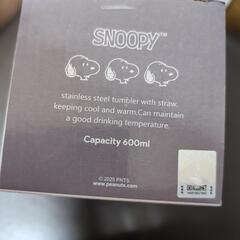 SNOOPY™
stainless steel tumbler with straw.
keeping cool and warm.Can maintain
a good drinking temperature.
Capacity 600ml
© 2025 PNTS
www.peanuts.com